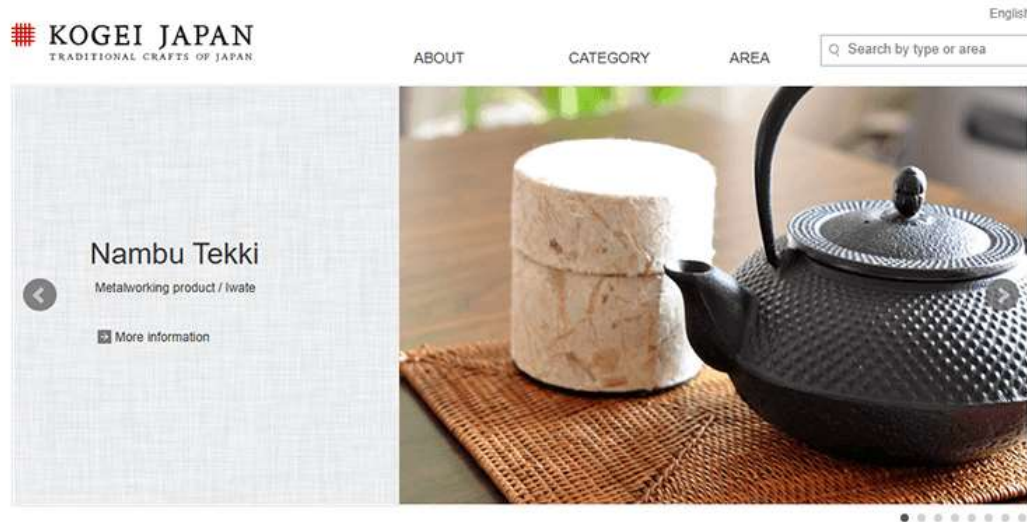 English
KOGEI JAPAN
TRADITIONAL CRAFTS OF JAPAN
ABOUT
CATEGORY
AREA
Search by type or area
Nambu Tekki
Metalworking product / Iwate
More information